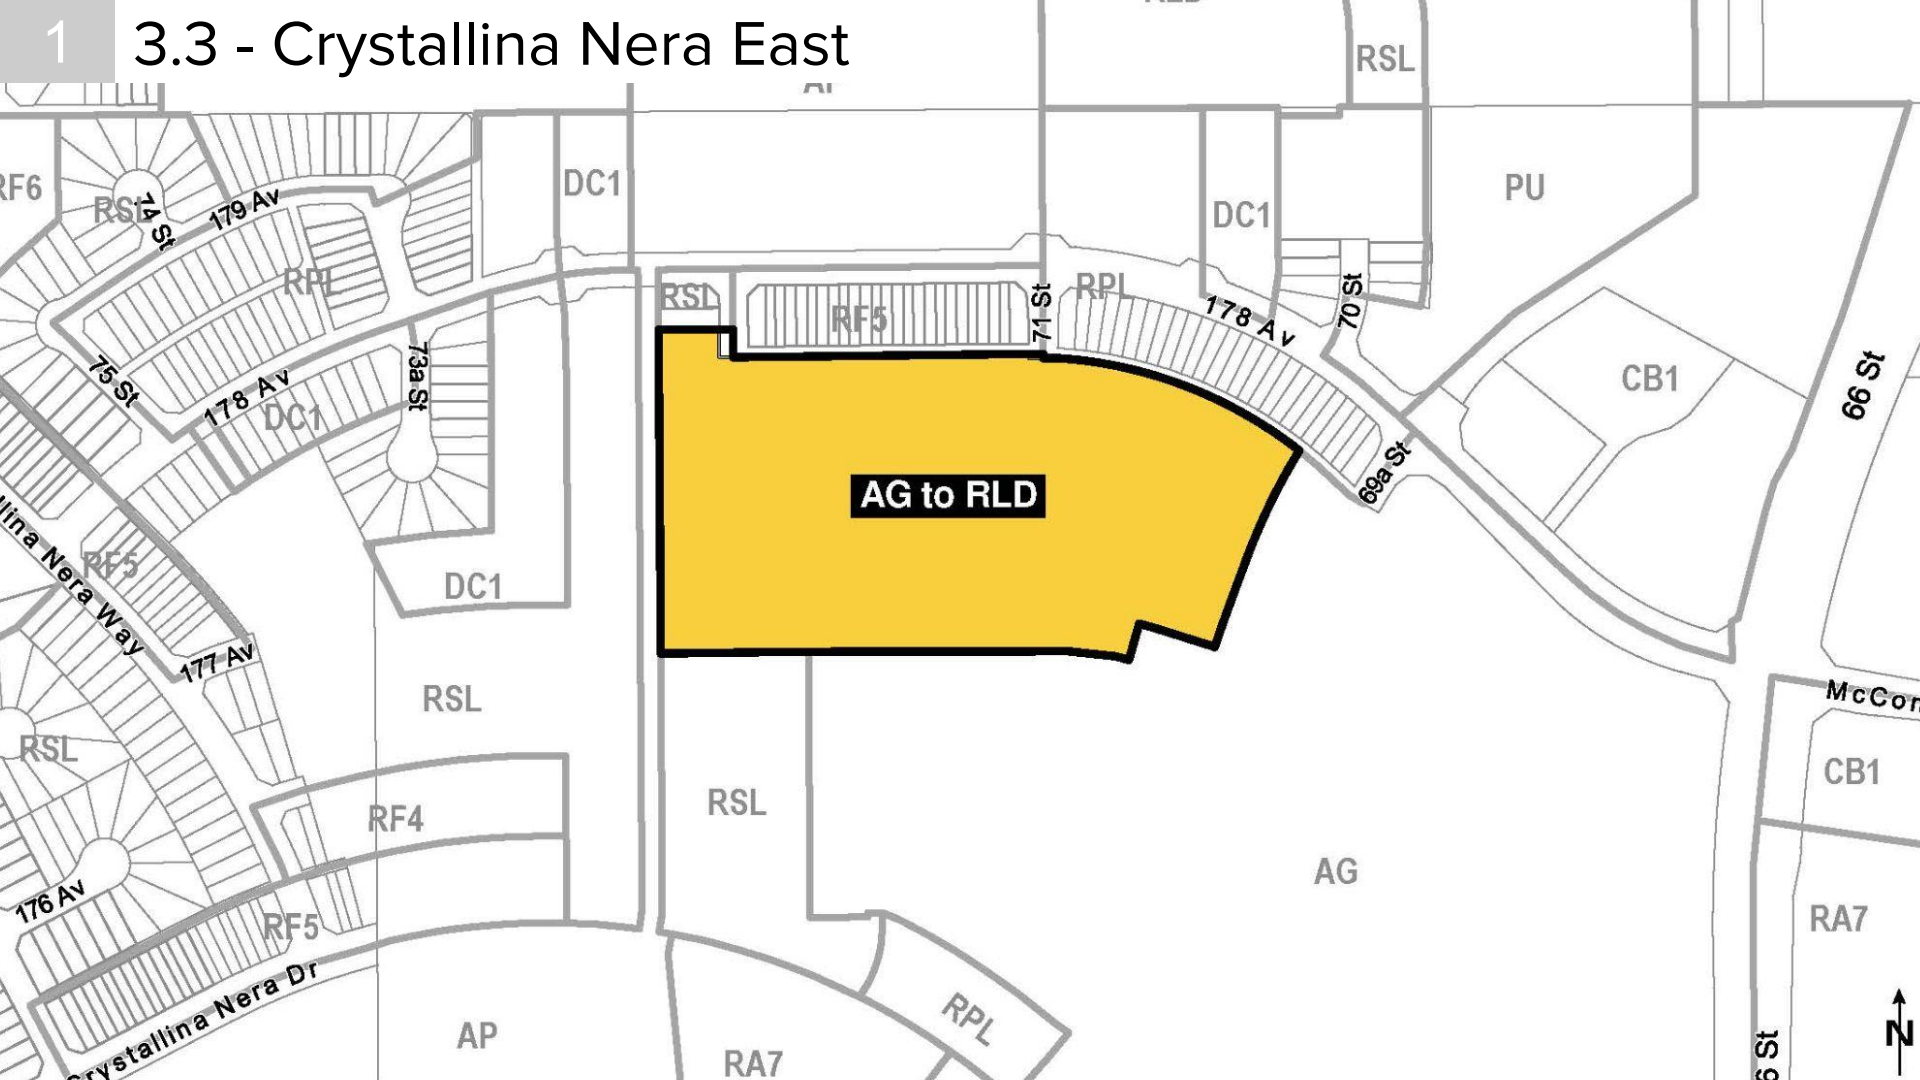 1
3.3 - Crystallina Nera East
RSL
DC1
PU
RF6
RSL
74 St
179 Av
DC1
RPL
RSL
RF5
71 St
RPL
178 Av
70 St
CB1
66 St
75 St
178 Av
73a St
DC1
69a St
AG to RLD
RF5
DC1
Nera Way
177 Av
RSL
RSL
CB1
RF4
RSL
AG
176 Av
RF5
RA7
Crystallina Nera Dr
AP
RPL
RA7
N